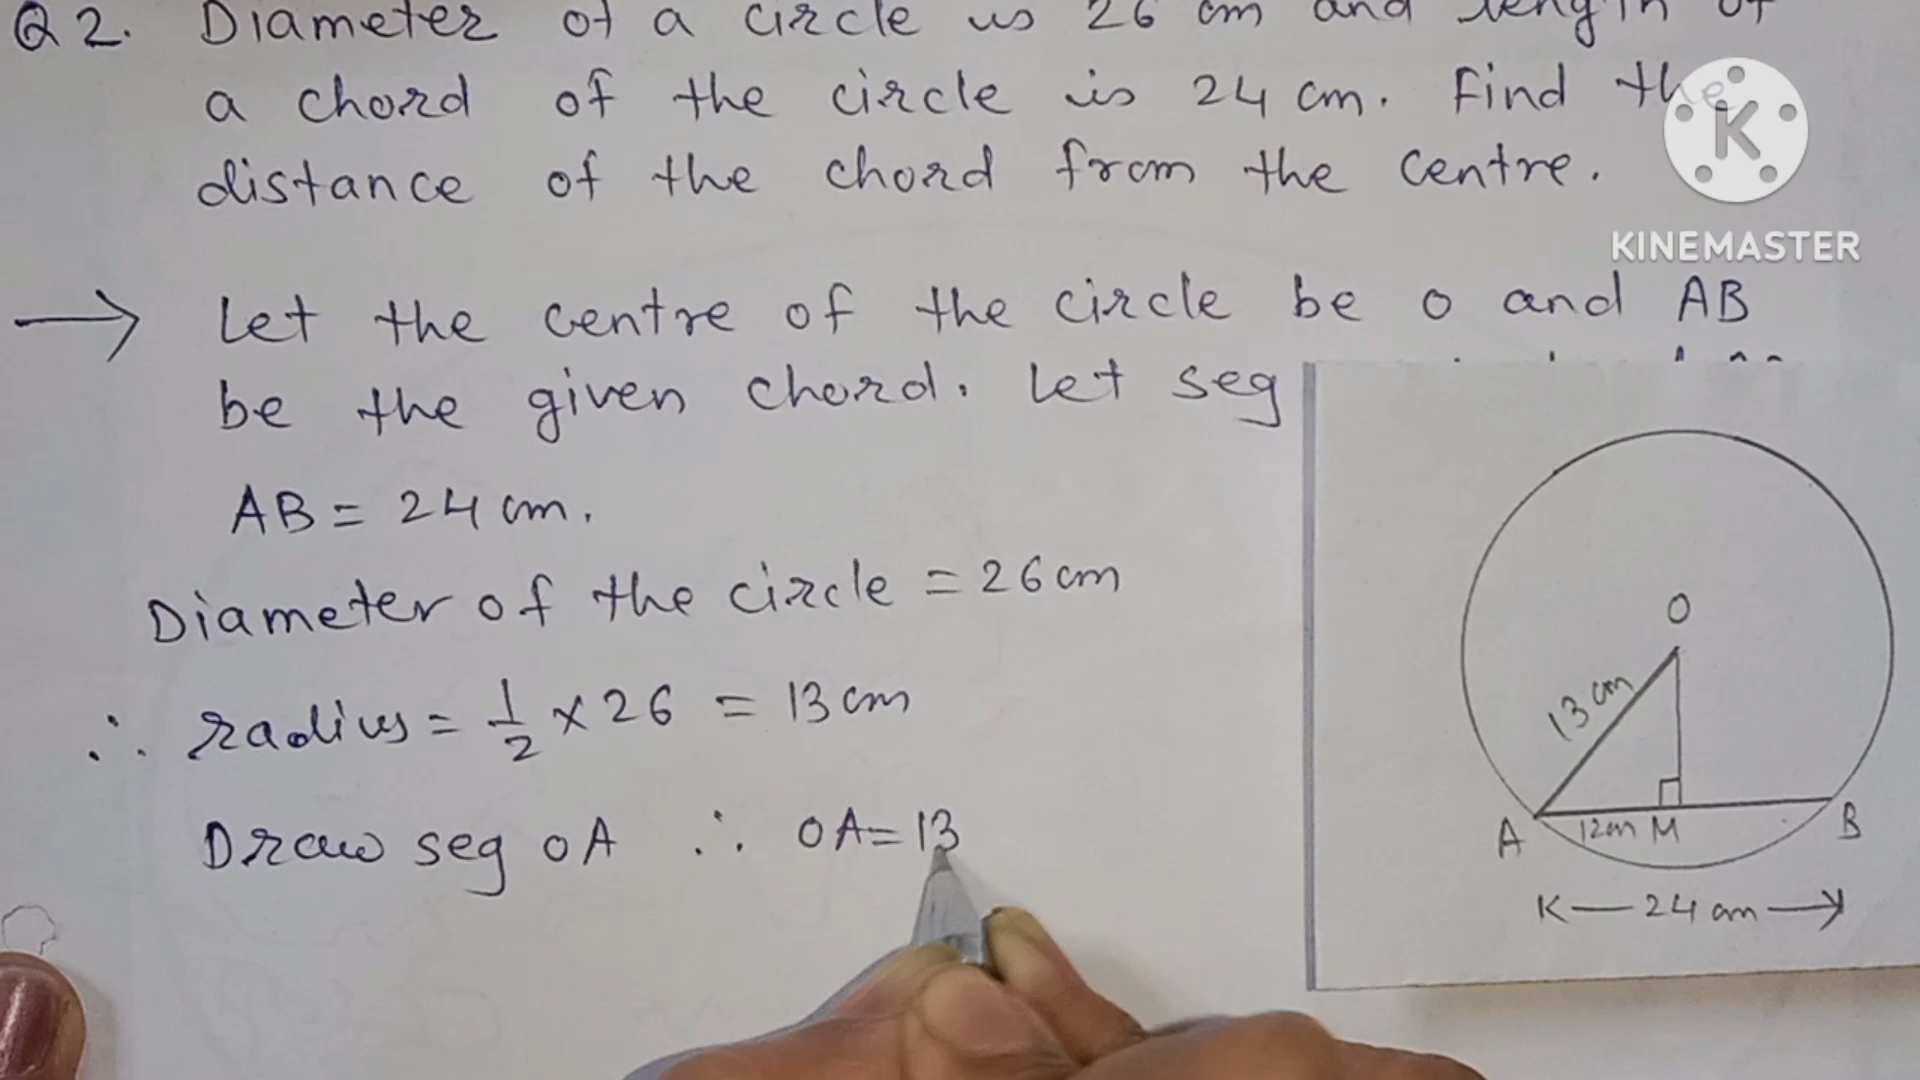 Q2. Diameter of a circle is 26 cm and length of
a chord of the circle is 24 cm. Find the
distance of the chord from the centre.
K
KINEMASTER
→ Let the centre of the circle be O and AB
be the given chord. Let seg
AB = 24 cm.
Diameter of the circle = 26 cm
∴ radius = 1/2 × 26 = 13 cm
Draw seg OA ∴ OA = 13
O
13 cm
A 12cm M B
K — 24 cm →